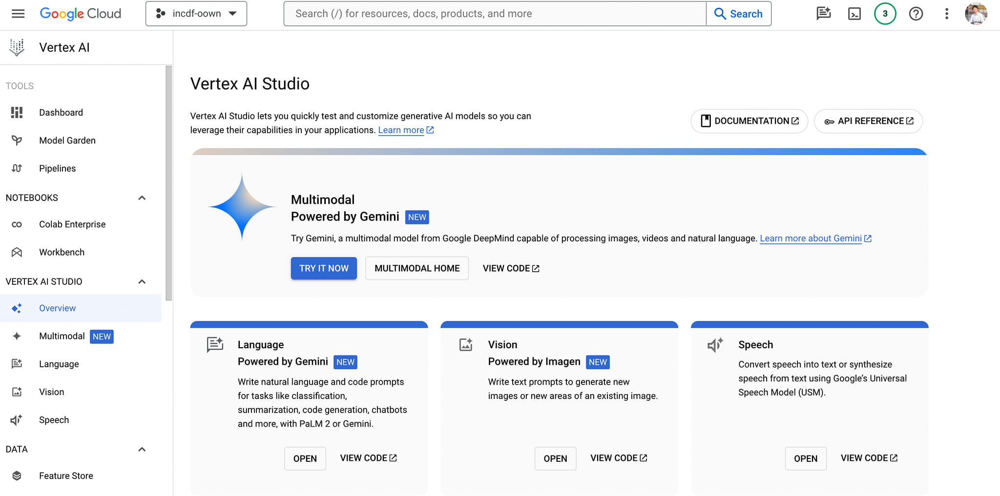 Google Cloud
incdf-oown
Search (/) for resources, docs, products, and more
Search
3
Vertex AI
TOOLS
Dashboard
Model Garden
Pipelines
NOTEBOOKS
Colab Enterprise
Workbench
VERTEX AI STUDIO
Overview
Multimodal NEW
Language
Vision
Speech
DATA
Feature Store
Vertex AI Studio
Vertex AI Studio lets you quickly test and customize generative AI models so you can
leverage their capabilities in your applications. Learn more
DOCUMENTATION
API REFERENCE
Multimodal
Powered by Gemini NEW
Try Gemini, a multimodal model from Google DeepMind capable of processing images, videos and natural language. Learn more about Gemini
TRY IT NOW
MULTIMODAL HOME
VIEW CODE
Language
Powered by Gemini NEW
Write natural language and code prompts
for tasks like classification,
summarization, code generation, chatbots
and more, with PaLM 2 or Gemini.
OPEN
VIEW CODE
Vision
Powered by Imagen NEW
Write text prompts to generate new
images or new areas of an existing image.
OPEN
VIEW CODE
Speech
Convert speech into text or synthesize
speech from text using Google’s Universal
Speech Model (USM).
OPEN
VIEW CODE